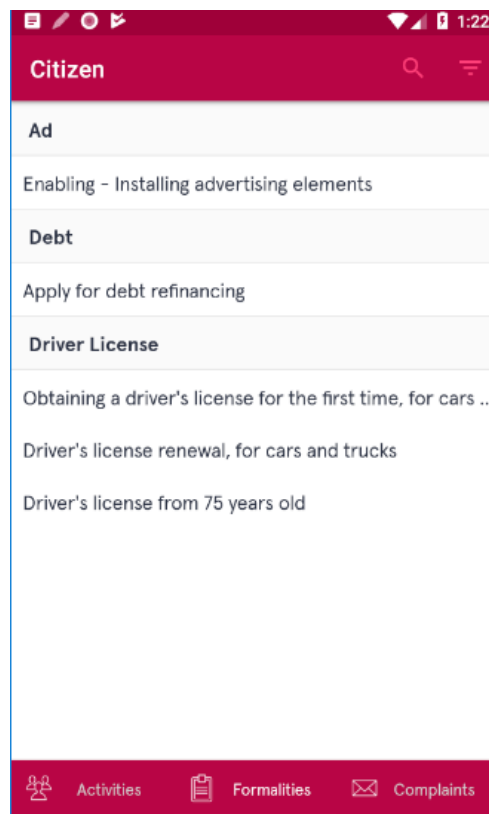 1:22
Citizen
Ad
Enabling - Installing advertising elements
Debt
Apply for debt refinancing
Driver License
Obtaining a driver's license for the first time, for cars ..
Driver's license renewal, for cars and trucks
Driver's license from 75 years old
Activities Formalities Complaints